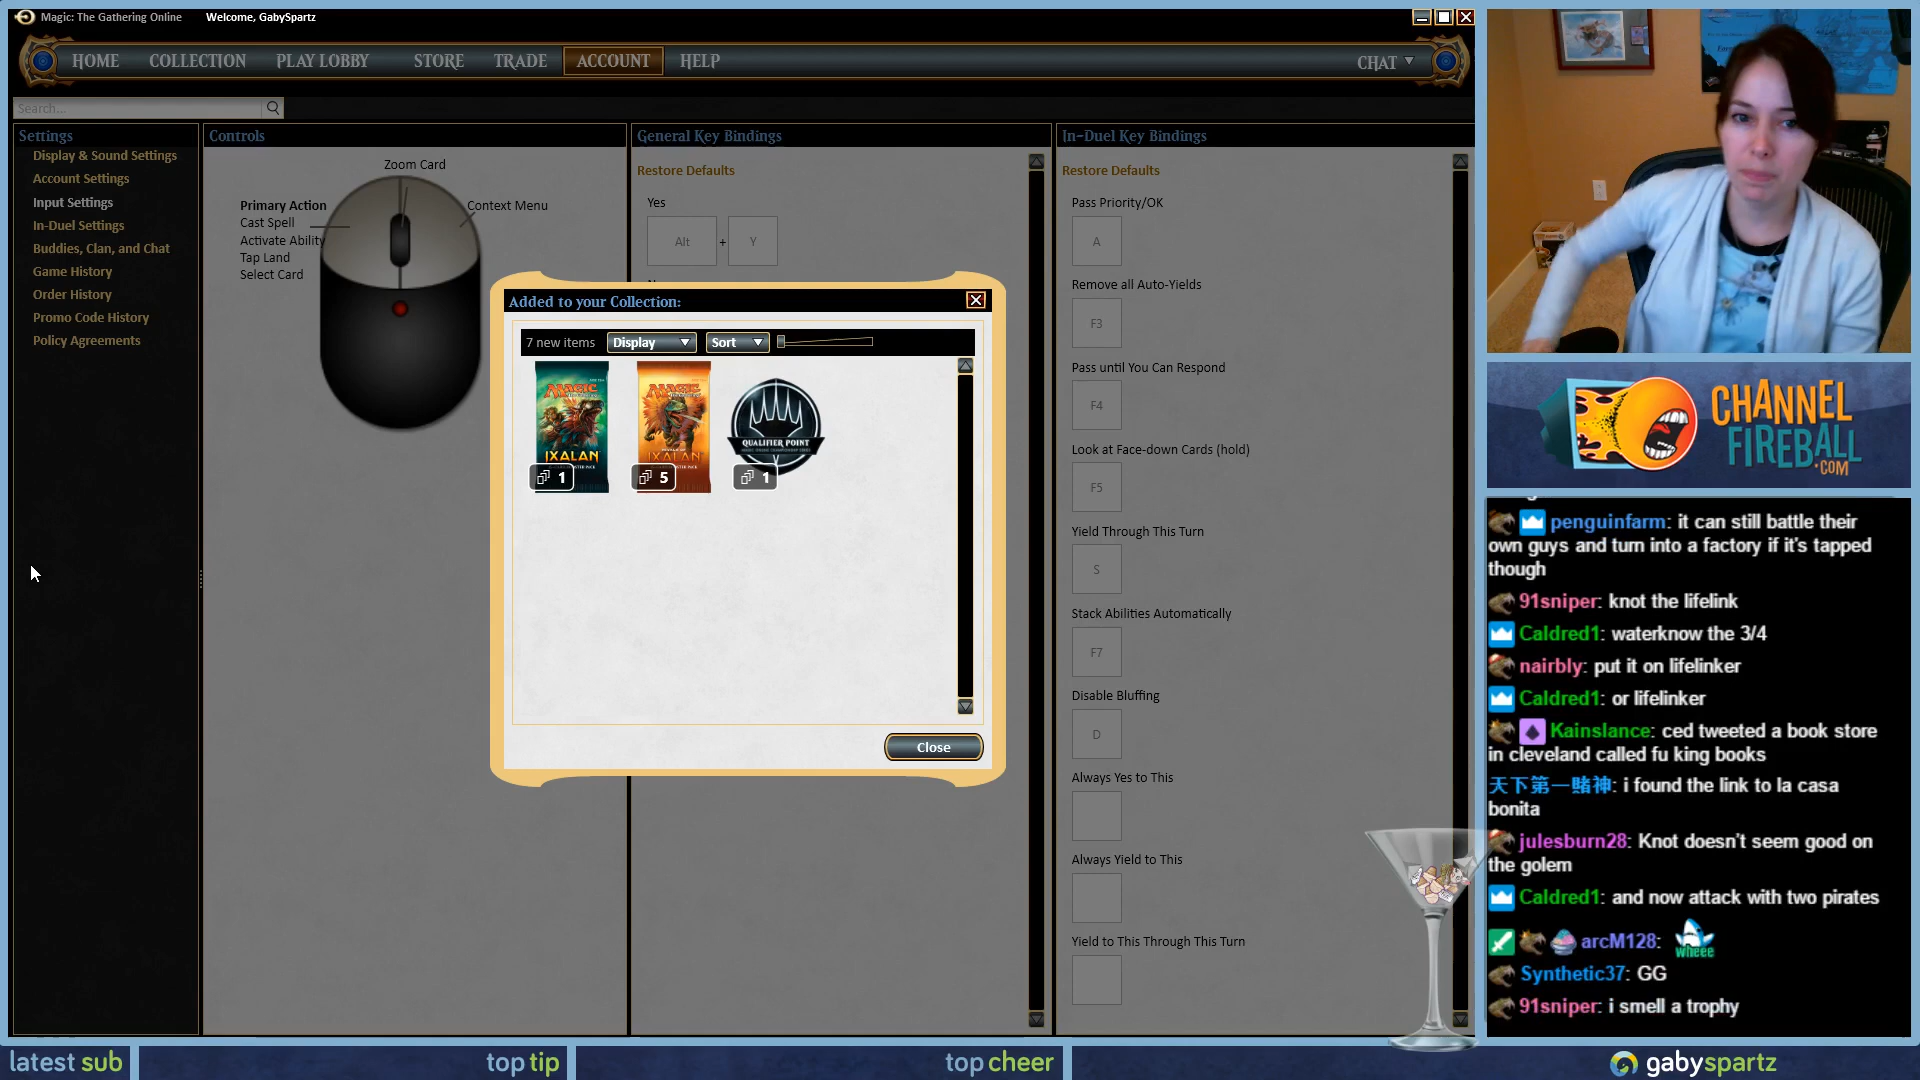 Magic: The Gathering Online
Welcome, GabySpartz
HOME COLLECTION PLAY LOBBY STORE TRADE ACCOUNT HELP CHAT
Search...
Settings
Display & Sound Settings
Account Settings
Input Settings
In-Duel Settings
Buddies, Clan, and Chat
Game History
Order History
Promo Code History
Policy Agreements
Controls
Zoom Card
Primary Action
Cast Spell
Activate Ability
Tap Land
Select Card
Context Menu
General Key Bindings
Restore Defaults
Yes
Alt + Y
In-Duel Key Bindings
Restore Defaults
Pass Priority/OK
A
Remove all Auto-Yields
F3
Pass until You Can Respond
F4
Look at Face-down Cards (hold)
F5
Yield Through This Turn
S
Stack Abilities Automatically
F7
Disable Bluffing
D
Always Yes to This
Always Yield to This
Yield to This Through This Turn
Added to your Collection:
7 new items Display Sort
MAGIC
IXALAN
1
MAGIC
IXALAN
5
QUALIFIER POINT
1
Close
CHANNEL
FIREBALL
.COM
penguinfarm: it can still battle their
own guys and turn into a factory if it's tapped
though
91sniper: knot the lifelink
Caldred1: waterknow the 3/4
nairbly: put it on lifelinker
Caldred1: or lifelinker
Kainslance: ced tweeted a book store
in cleveland called fu king books
天下第一賭神: i found the link to la casa
bonita
julesburn28: Knot doesn't seem good on
the golem
Caldred1: and now attack with two pirates
arcM128: wheee
Synthetic37: GG
91sniper: i smell a trophy
latest sub
top tip
top cheer
gabyspartz